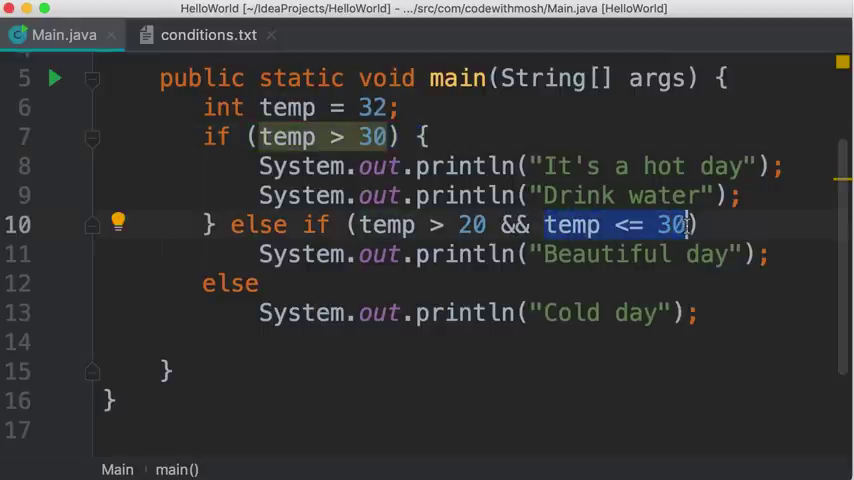 HelloWorld [~/IdeaProjects/HelloWorld] - .../src/com/codewithmosh/Main.java [HelloWorld]
Main.java conditions.txt
5 public static void main(String[] args) {
6 int temp = 32;
7 if (temp > 30) {
8 System.out.println("It's a hot day");
9 System.out.println("Drink water");
10 } else if (temp > 20 && temp <= 30)
11 System.out.println("Beautiful day");
12 else
13 System.out.println("Cold day");
14
15 }
16 }
17
Main main()